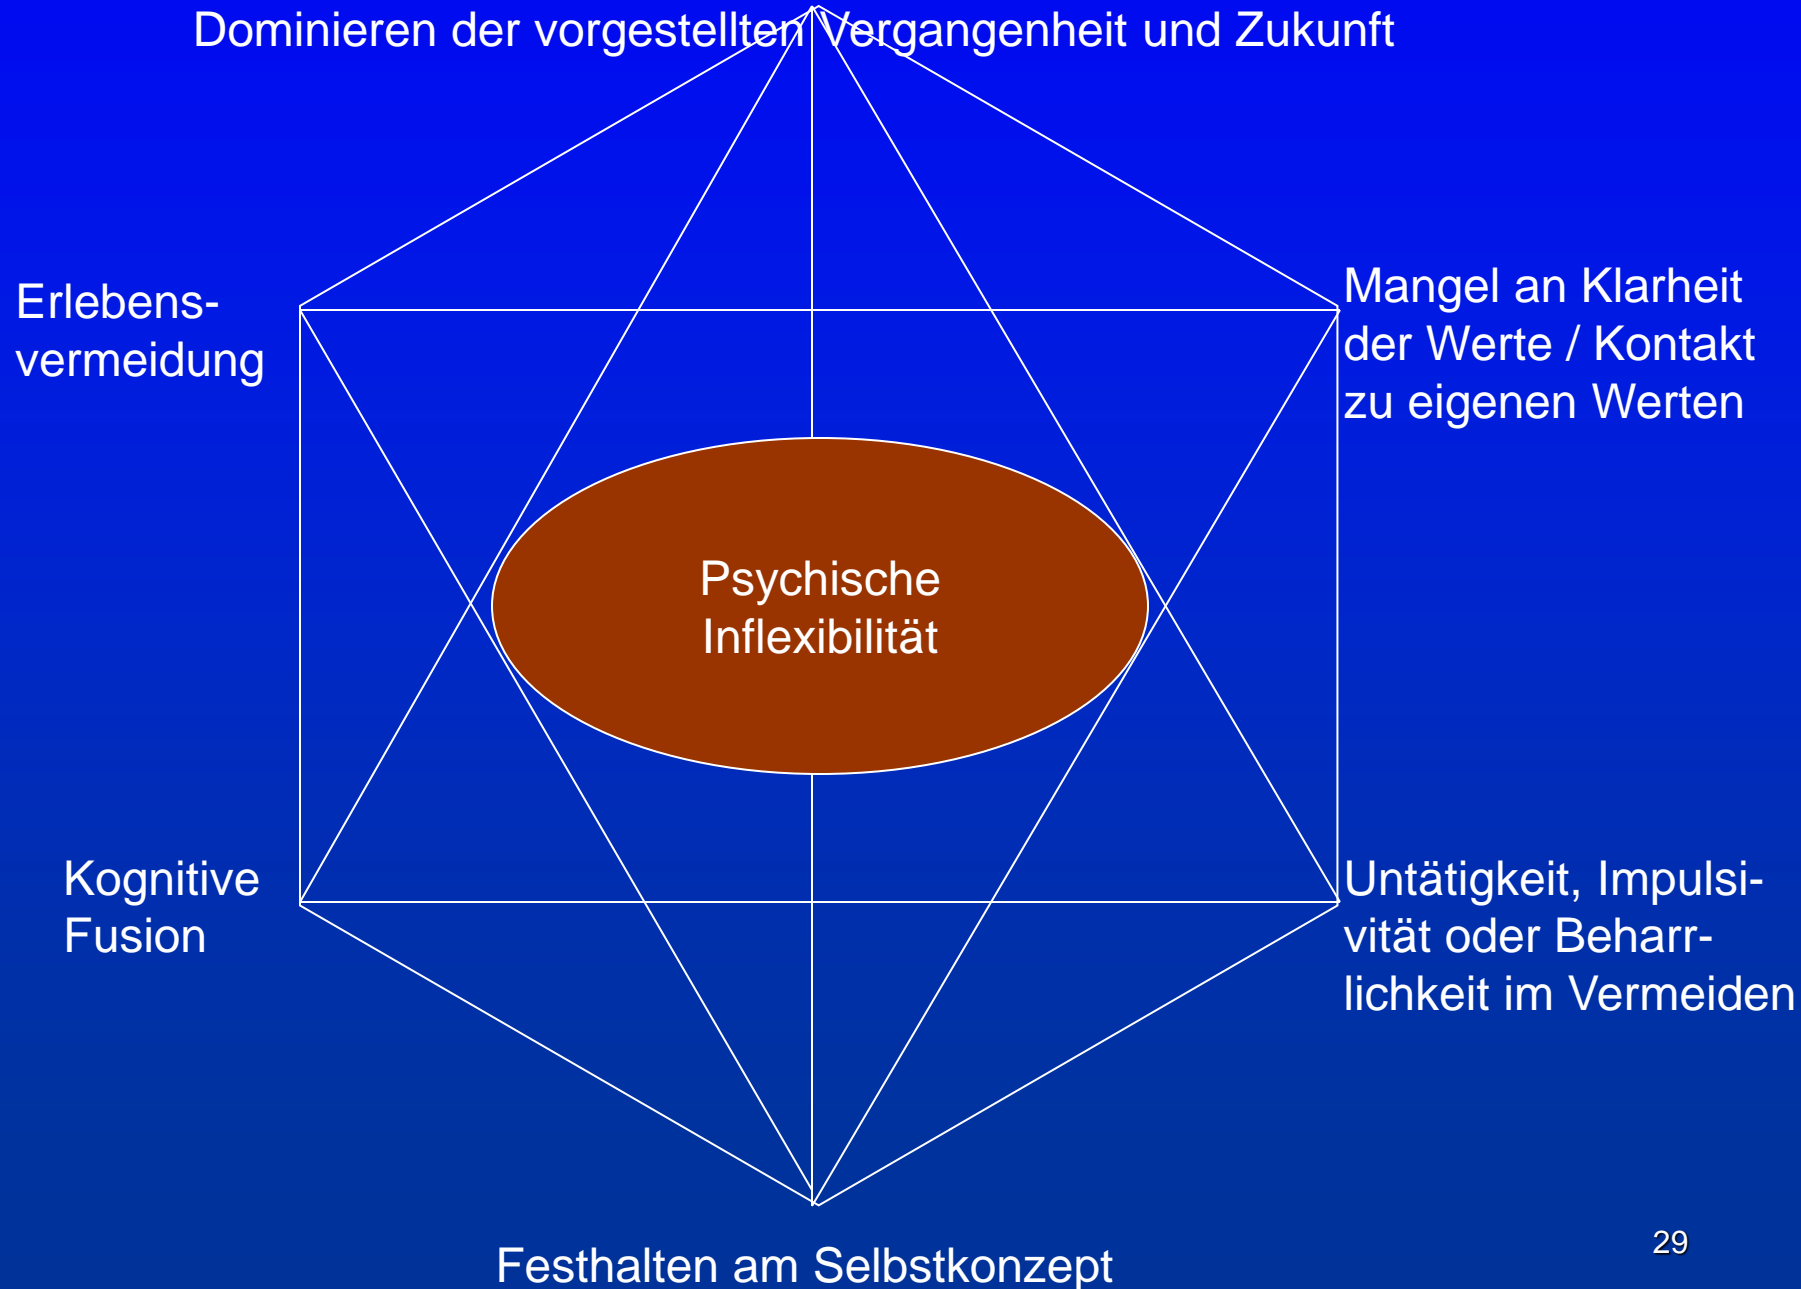 Dominieren der vorgestellten Vergangenheit und Zukunft
Erlebens-
vermeidung
Mangel an Klarheit
der Werte / Kontakt
zu eigenen Werten
Psychische
Inflexibilität
Kognitive
Fusion
Untätigkeit, Impulsi-
vität oder Beharr-
lichkeit im Vermeiden
Festhalten am Selbstkonzept
29